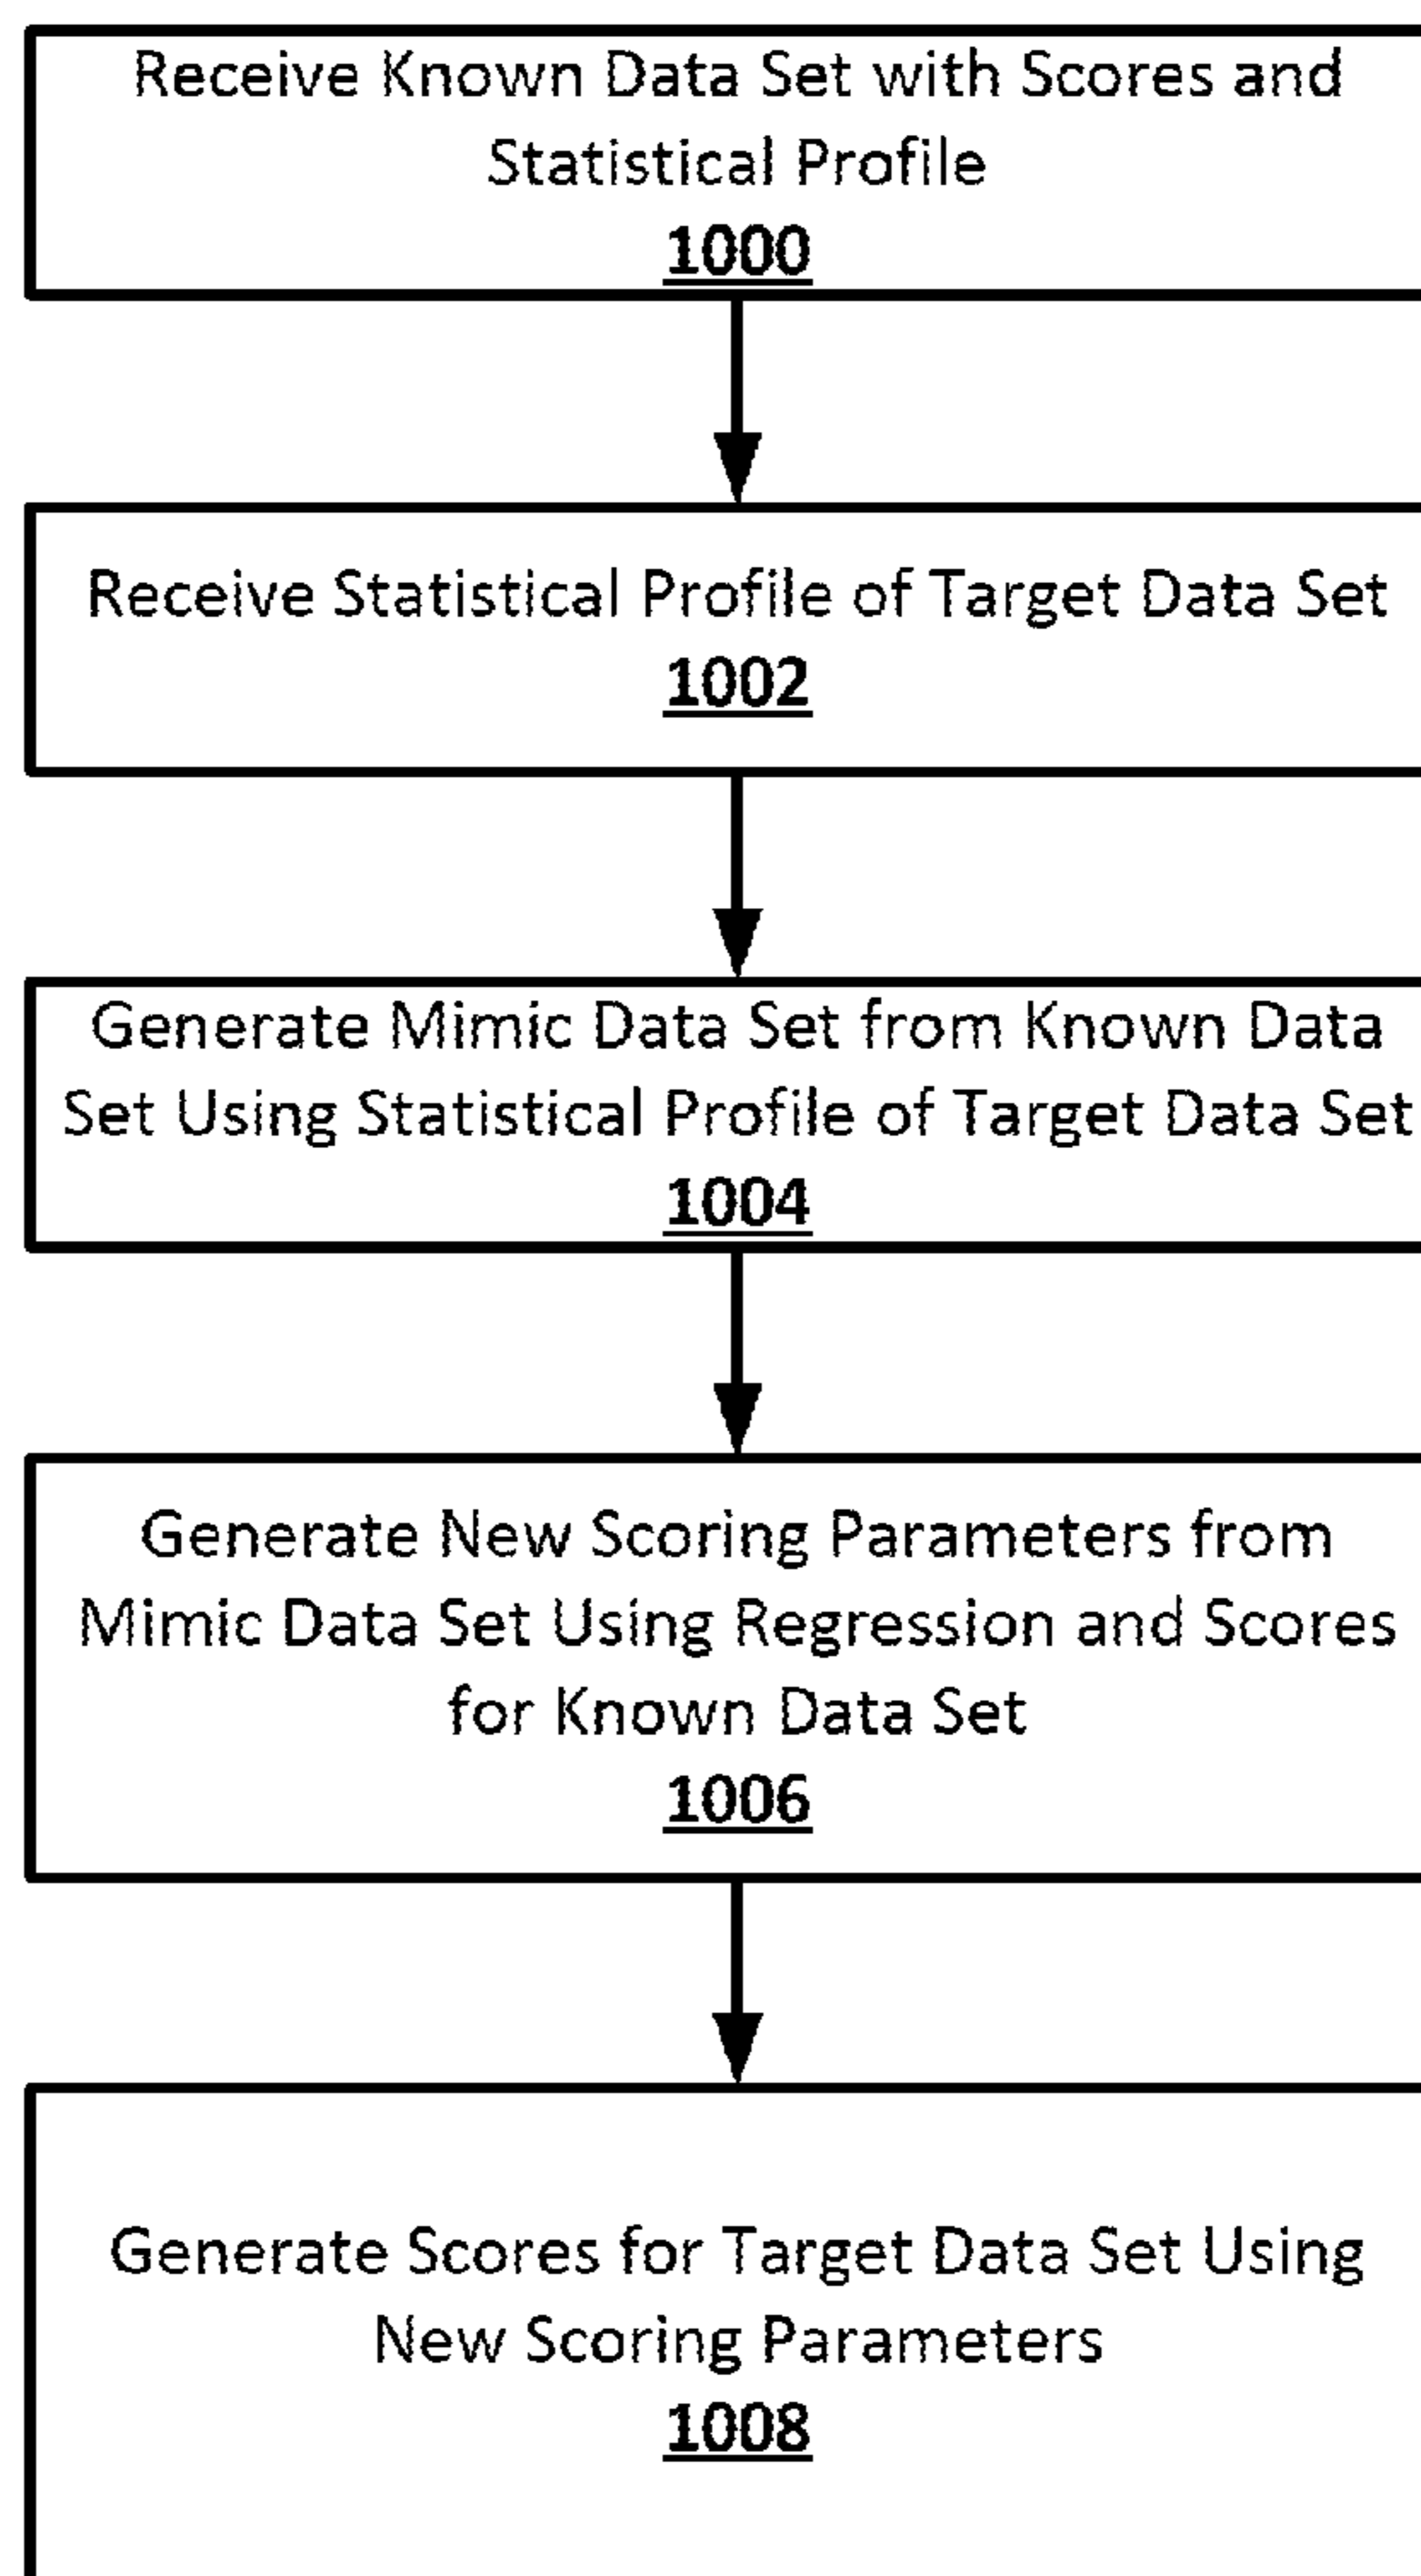 Receive Known Data Set with Scores and
Statistical Profile
1000
Receive Statistical Profile of Target Data Set
1002
Generate Mimic Data Set from Known Data
Set Using Statistical Profile of Target Data Set
1004
Generate New Scoring Parameters from
Mimic Data Set Using Regression and Scores
for Known Data Set
1006
Generate Scores for Target Data Set Using
New Scoring Parameters
1008